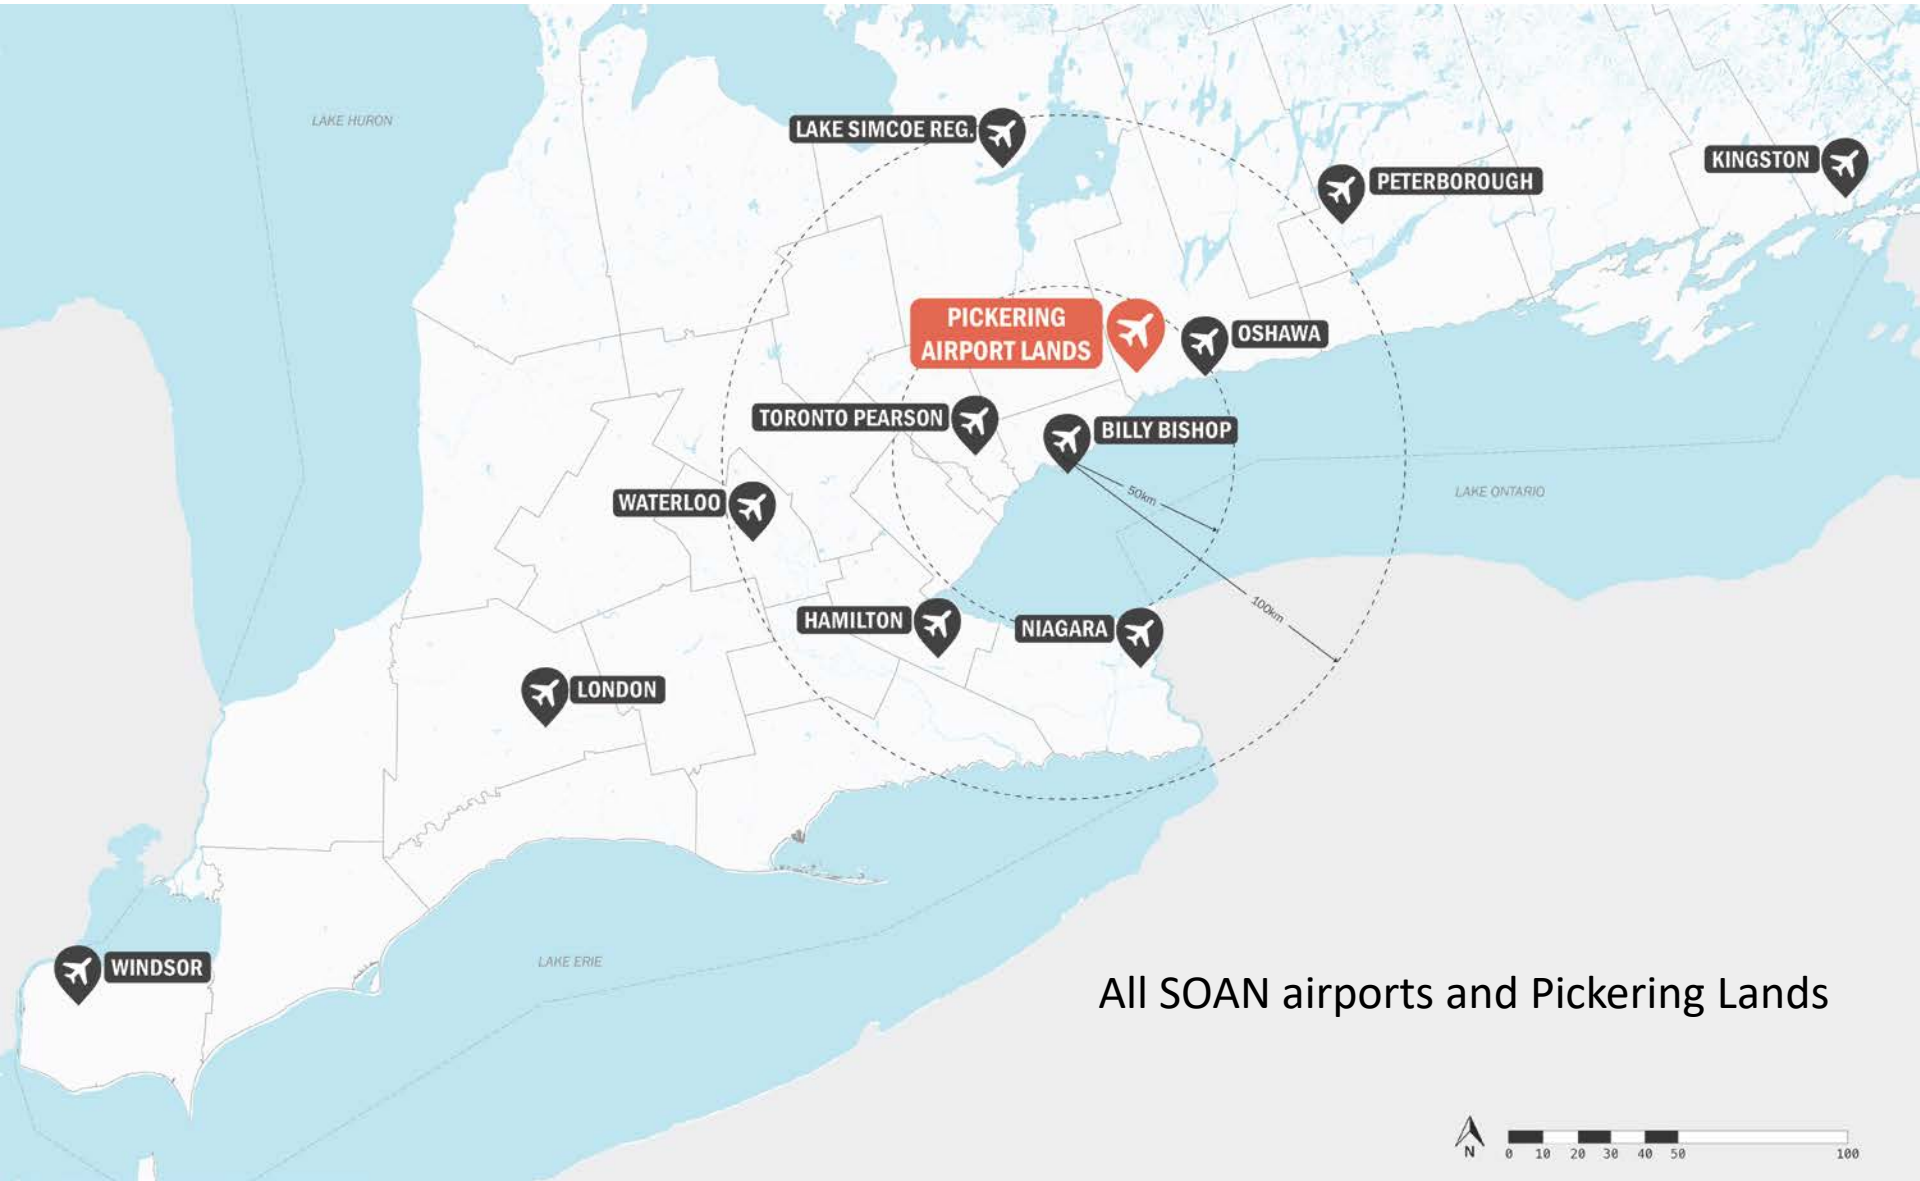 LAKE HURON
LAKE SIMCOE REG.
KINGSTON
PETERBOROUGH
PICKERING
AIRPORT LANDS
OSHAWA
TORONTO PEARSON
BILLY BISHOP
WATERLOO
50km
LAKE ONTARIO
100km
HAMILTON
NIAGARA
LONDON
WINDSOR
LAKE ERIE
All SOAN airports and Pickering Lands
N
0 10 20 30 40 50 100